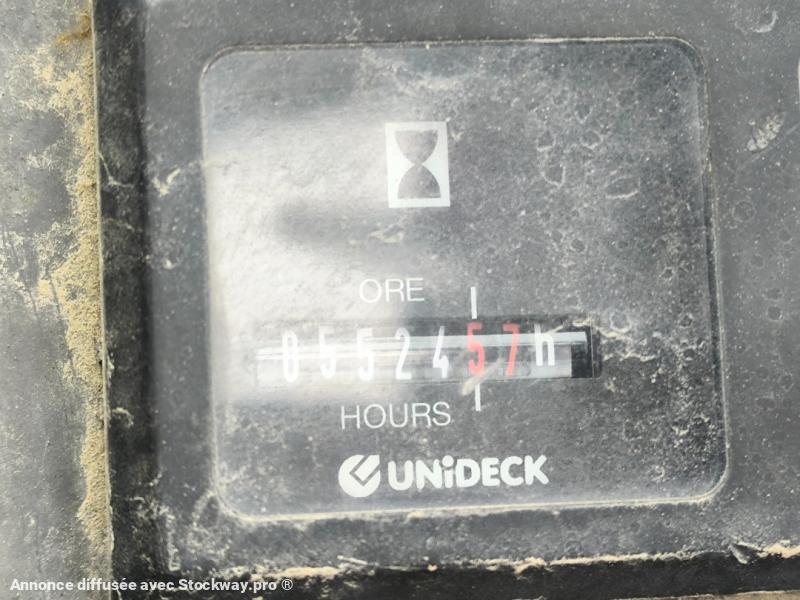 ORE
0552457h
HOURS
UNiDECK
Annonce diffusée avec Stockway.pro ®